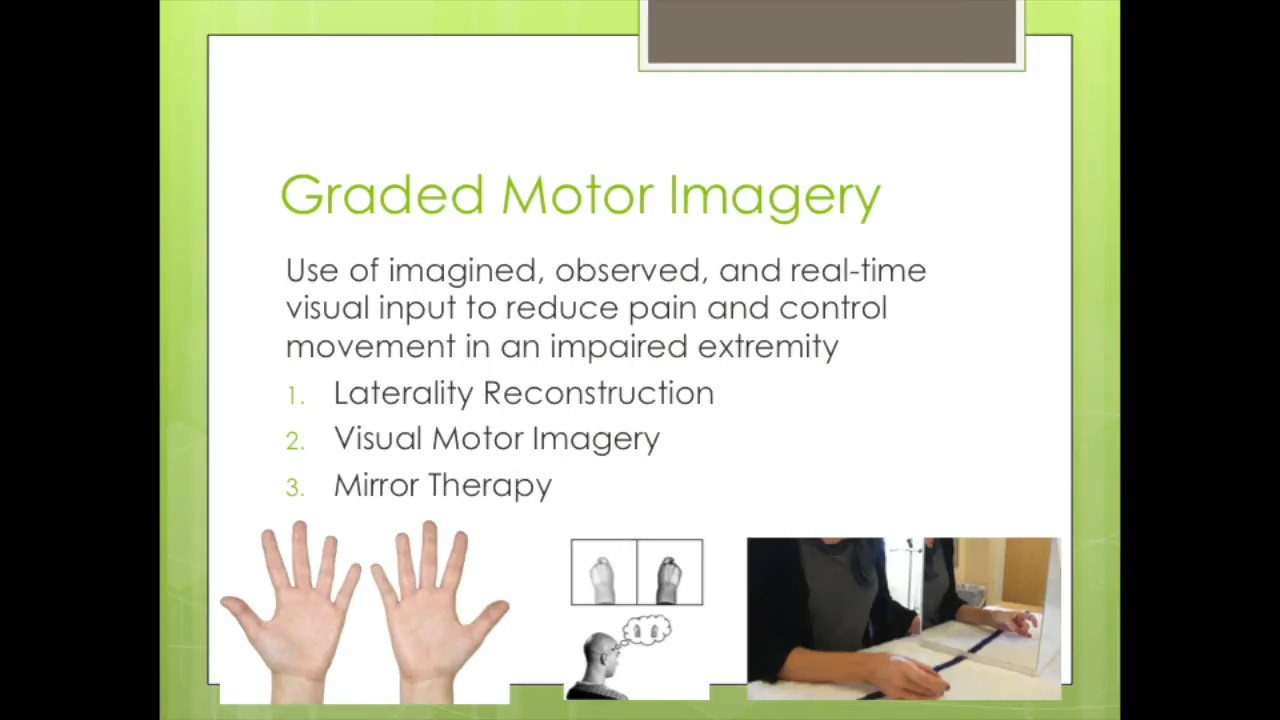 Graded Motor Imagery
Use of imagined, observed, and real-time
visual input to reduce pain and control
movement in an impaired extremity
1. Laterality Reconstruction
2. Visual Motor Imagery
3. Mirror Therapy